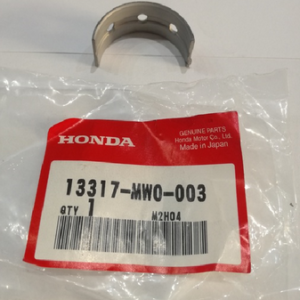 GENUINE PARTS
Honda Motor Co., Ltd.
Made in Japan
HONDA
13317-MW0-003
QTY 1
M2H04